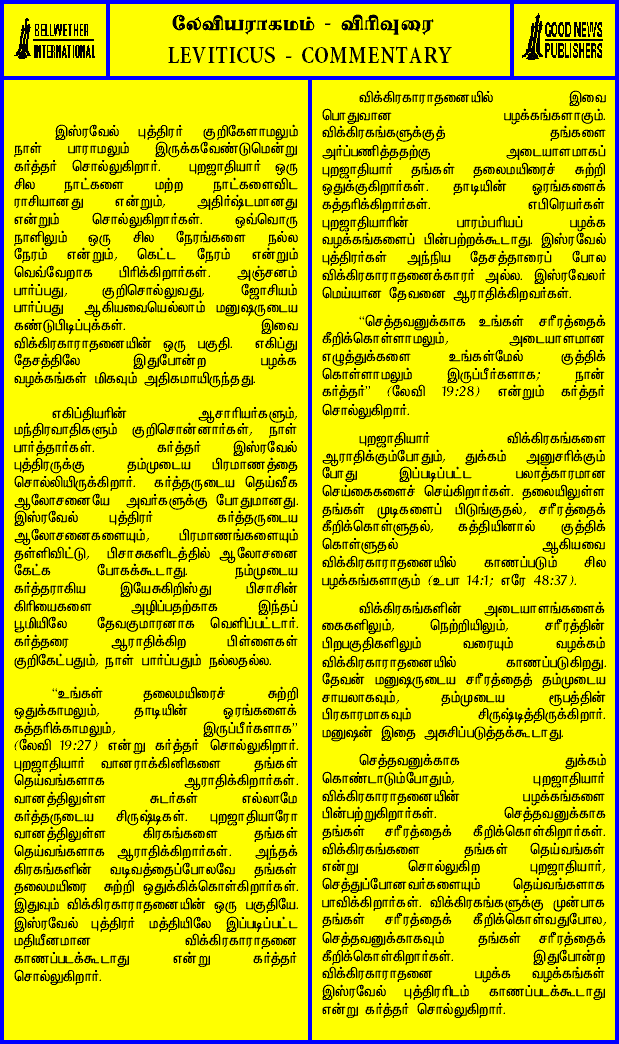 BELLWETHER
INTERNATIONAL
லேவியராகமம் - விரிவுரை
LEVITICUS - COMMENTARY
GOOD NEWS
PUBLISHERS
இஸ்ரவேல் புத்திரர் குறிகேளாமலும்
நாள் பாராமலும் இருக்கவேண்டுமென்று
கர்த்தர் சொல்லுகிறார். புறஜாதியார் ஒரு
சில நாட்களை மற்ற நாட்களைவிட
ராசியானது என்றும், அதிர்ஷ்டமானது
என்றும் சொல்லுகிறார்கள். ஒவ்வொரு
நாளிலும் ஒரு சில நேரங்களை நல்ல
நேரம் என்றும், கெட்ட நேரம் என்றும்
வெவ்வேறாக பிரிக்கிறார்கள். அஞ்சனம்
பார்ப்பது, குறிசொல்லுவது, ஜோசியம்
பார்ப்பது ஆகியவையெல்லாம் மனுஷருடைய
கண்டுபிடிப்புக்கள். இவை
விக்கிரகாராதனையின் ஒரு பகுதி. எகிப்து
தேசத்திலே இதுபோன்ற பழக்க
வழக்கங்கள் மிகவும் அதிகமாயிருந்தது.
எகிப்தியரின் ஆசாரியர்களும்,
மந்திரவாதிகளும் குறிசொன்னார்கள், நாள்
பார்த்தார்கள். கர்த்தர் இஸ்ரவேல்
புத்திரருக்கு தம்முடைய பிரமாணத்தை
சொல்லியிருக்கிறார். கர்த்தருடைய தெய்வீக
ஆலோசனையே அவர்களுக்கு போதுமானது.
இஸ்ரவேல் புத்திரர் கர்த்தருடைய
ஆலோசனைகளையும், பிரமாணங்களையும்
தள்ளிவிட்டு, பிசாசுகளிடத்தில் ஆலோசனை
கேட்க போகக்கூடாது. நம்முடைய
கர்த்தராகிய இயேசுகிறிஸ்து பிசாசின்
கிரியைகளை அழிப்பதற்காக இந்தப்
பூமியிலே தேவகுமாரனாக வெளிப்பட்டார்.
கர்த்தரை ஆராதிக்கிற பிள்ளைகள்
குறிகேட்பதும், நாள் பார்ப்பதும் நல்லதல்ல.
“உங்கள் தலைமயிரைச் சுற்றி
ஒதுக்காமலும், தாடியின் ஓரங்களைக்
கத்தரிக்காமலும், இருப்பீர்களாக”
(லேவி 19:27) என்று கர்த்தர் சொல்லுகிறார்.
புறஜாதியார் வானராக்கினிகளை தங்கள்
தெய்வங்களாக ஆராதிக்கிறார்கள்.
வானத்திலுள்ள சுடர்கள் எல்லாமே
கர்த்தருடைய சிருஷ்டிகள். புறஜாதியாரோ
வானத்திலுள்ள கிரகங்களை தங்கள்
தெய்வங்களாக ஆராதிக்கிறார்கள். அந்தக்
கிரகங்களின் வடிவத்தைப்போலவே தங்கள்
தலைமயிரை சுற்றி ஒதுக்கிக்கொள்கிறார்கள்.
இதுவும் விக்கிரகாராதனையின் ஒரு பகுதியே.
இஸ்ரவேல் புத்திரர் மத்தியிலே இப்படிப்பட்ட
மதியீனமான விக்கிரகாராதனை
காணப்படக்கூடாது என்று கர்த்தர்
சொல்லுகிறார்.
விக்கிரகாராதனையில் இவை
பொதுவான பழக்கங்களாகும்.
விக்கிரகங்களுக்குத் தங்களை
அர்ப்பணித்ததற்கு அடையாளமாகப்
புறஜாதியார் தங்கள் தலைமயிரைச் சுற்றி
ஒதுக்குகிறார்கள். தாடியின் ஓரங்களைக்
கத்தரிக்கிறார்கள். எபிரெயர்கள்
புறஜாதியாரின் பாரம்பரியப் பழக்க
வழக்கங்களைப் பின்பற்றக்கூடாது. இஸ்ரவேல்
புத்திரர்கள் அந்நிய தேசத்தாரைப் போல
விக்கிரகாராதனைக்காரர் அல்ல. இஸ்ரவேலர்
மெய்யான தேவனை ஆராதிக்கிறவர்கள்.
“செத்தவனுக்காக உங்கள் சரீரத்தைக்
கீறிக்கொள்ளாமலும், அடையாளமான
எழுத்துக்களை உங்கள்மேல் குத்திக்
கொள்ளாமலும் இருப்பீர்களாக; நான்
கர்த்தர்” (லேவி 19:28) என்றும் கர்த்தர்
சொல்லுகிறார்.
புறஜாதியார் விக்கிரகங்களை
ஆராதிக்கும்போதும், துக்கம் அனுசரிக்கும்
போது இப்படிப்பட்ட பலாத்காரமான
செய்கைகளைச் செய்கிறார்கள். தலையிலுள்ள
தங்கள் முடிகளைப் பிடுங்குதல், சரீரத்தைக்
கீறிக்கொள்ளுதல், கத்தியினால் குத்திக்
கொள்ளுதல் ஆகியவை
விக்கிரகாராதனையில் காணப்படும் சில
பழக்கங்களாகும் (உபா 14:1; எரே 48:37).
விக்கிரகங்களின் அடையாளங்களைக்
கைகளிலும், நெற்றியிலும், சரீரத்தின்
பிறபகுதிகளிலும் வரையும் வழக்கம்
விக்கிரகாராதனையில் காணப்படுகிறது.
தேவன் மனுஷருடைய சரீரத்தைத் தம்முடைய
சாயலாகவும், தம்முடைய ரூபத்தின்
பிரகாரமாகவும் சிருஷ்டித்திருக்கிறார்.
மனுஷன் இதை அசுசிப்படுத்தக்கூடாது.
செத்தவனுக்காக துக்கம்
கொண்டாடும்போதும், புறஜாதியார்
விக்கிரகாராதனையின் பழக்கங்களை
பின்பற்றுகிறார்கள். செத்தவனுக்காக
தங்கள் சரீரத்தைக் கீறிக்கொள்கிறார்கள்.
விக்கிரகங்களை தங்கள் தெய்வங்கள்
என்று சொல்லுகிற புறஜாதியார்,
செத்துப்போனவர்களையும் தெய்வங்களாக
பாவிக்கிறார்கள். விக்கிரகங்களுக்கு முன்பாக
தங்கள் சரீரத்தைக் கீறிக்கொள்வதுபோல,
செத்தவனுக்காகவும் தங்கள் சரீரத்தைக்
கீறிக்கொள்கிறார்கள். இதுபோன்ற
விக்கிரகாராதனை பழக்க வழக்கங்கள்
இஸ்ரவேல் புத்திரரிடம் காணப்படக்கூடாது
என்று கர்த்தர் சொல்லுகிறார்.